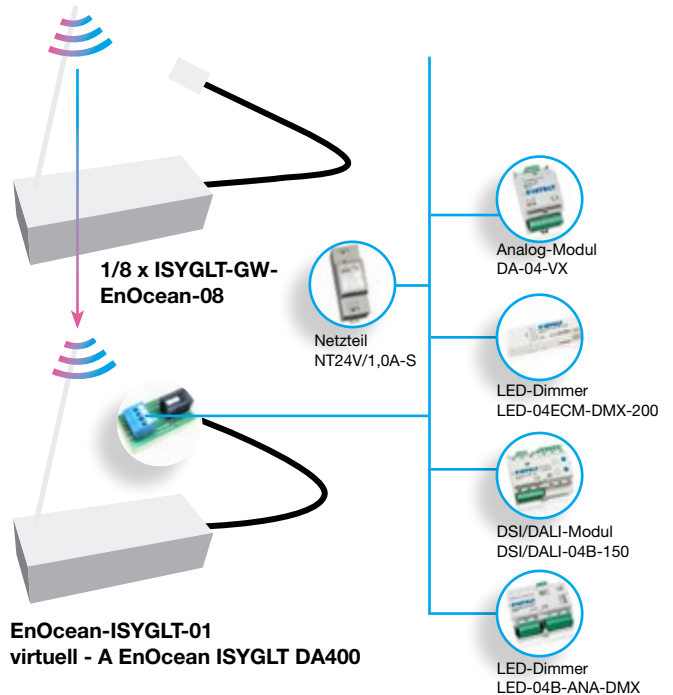 1/8 x ISYGLT-GW-
EnOcean-08
Netzteil
NT24V/1,0A-S
Analog-Modul
DA-04-VX
LED-Dimmer
LED-04ECM-DMX-200
DSI/DALI-Modul
DSI/DALI-04B-150
LED-Dimmer
LED-04B-ANA-DMX
EnOcean-ISYGLT-01
virtuell - A EnOcean ISYGLT DA400